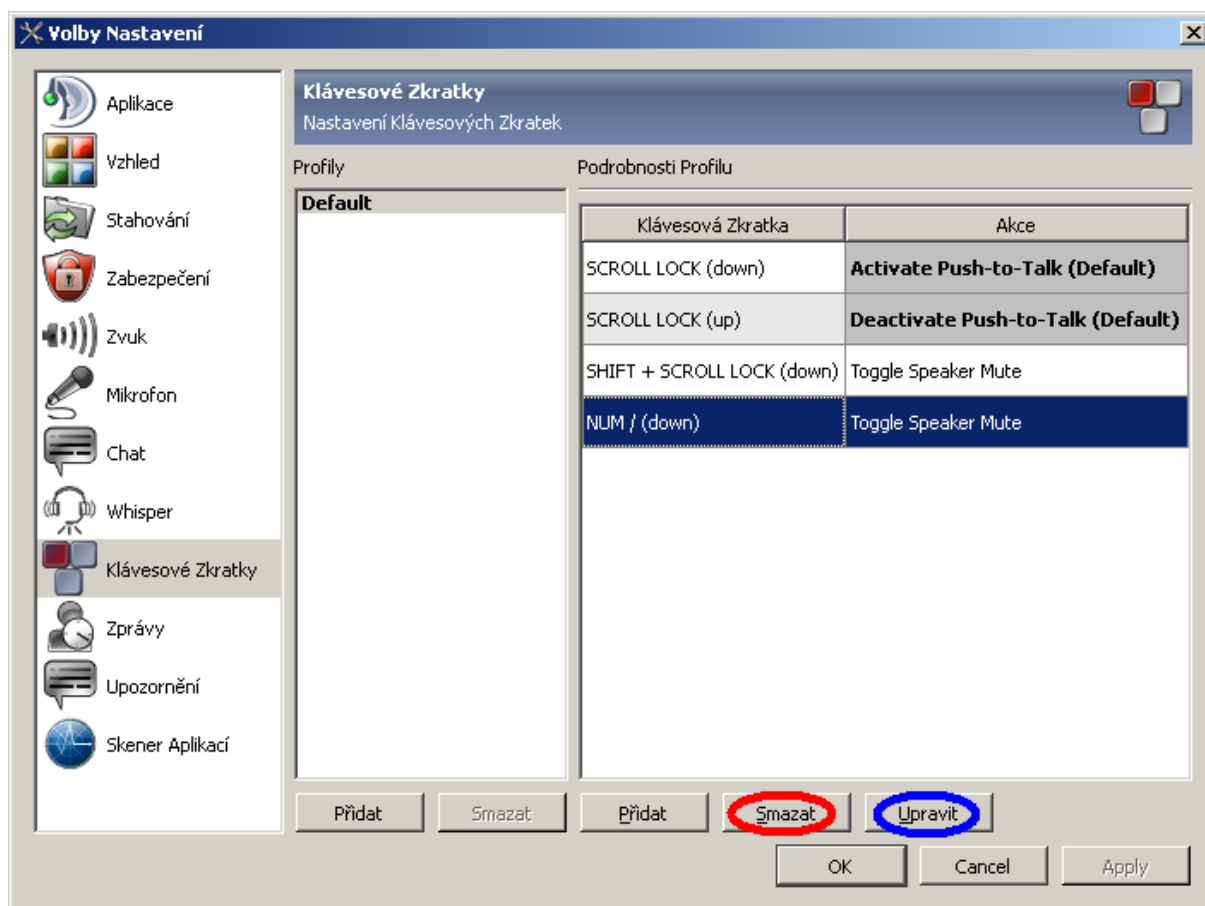 Volby Nastavení
Aplikace
Vzhled
Stahování
Zabezpečení
Zvuk
Mikrofon
Chat
Whisper
Klávesové Zkratky
Zprávy
Upozornění
Skener Aplikací
Klávesové Zkratky
Nastavení Klávesových Zkratek
Profily
Default
Přidat
Smazat
Podrobnosti Profilu
Klávesová Zkratka Akce
SCROLL LOCK (down) Activate Push-to-Talk (Default)
SCROLL LOCK (up) Deactivate Push-to-Talk (Default)
SHIFT + SCROLL LOCK (down) Toggle Speaker Mute
NUM / (down) Toggle Speaker Mute
Přidat Smazat Upravit
OK Cancel Apply